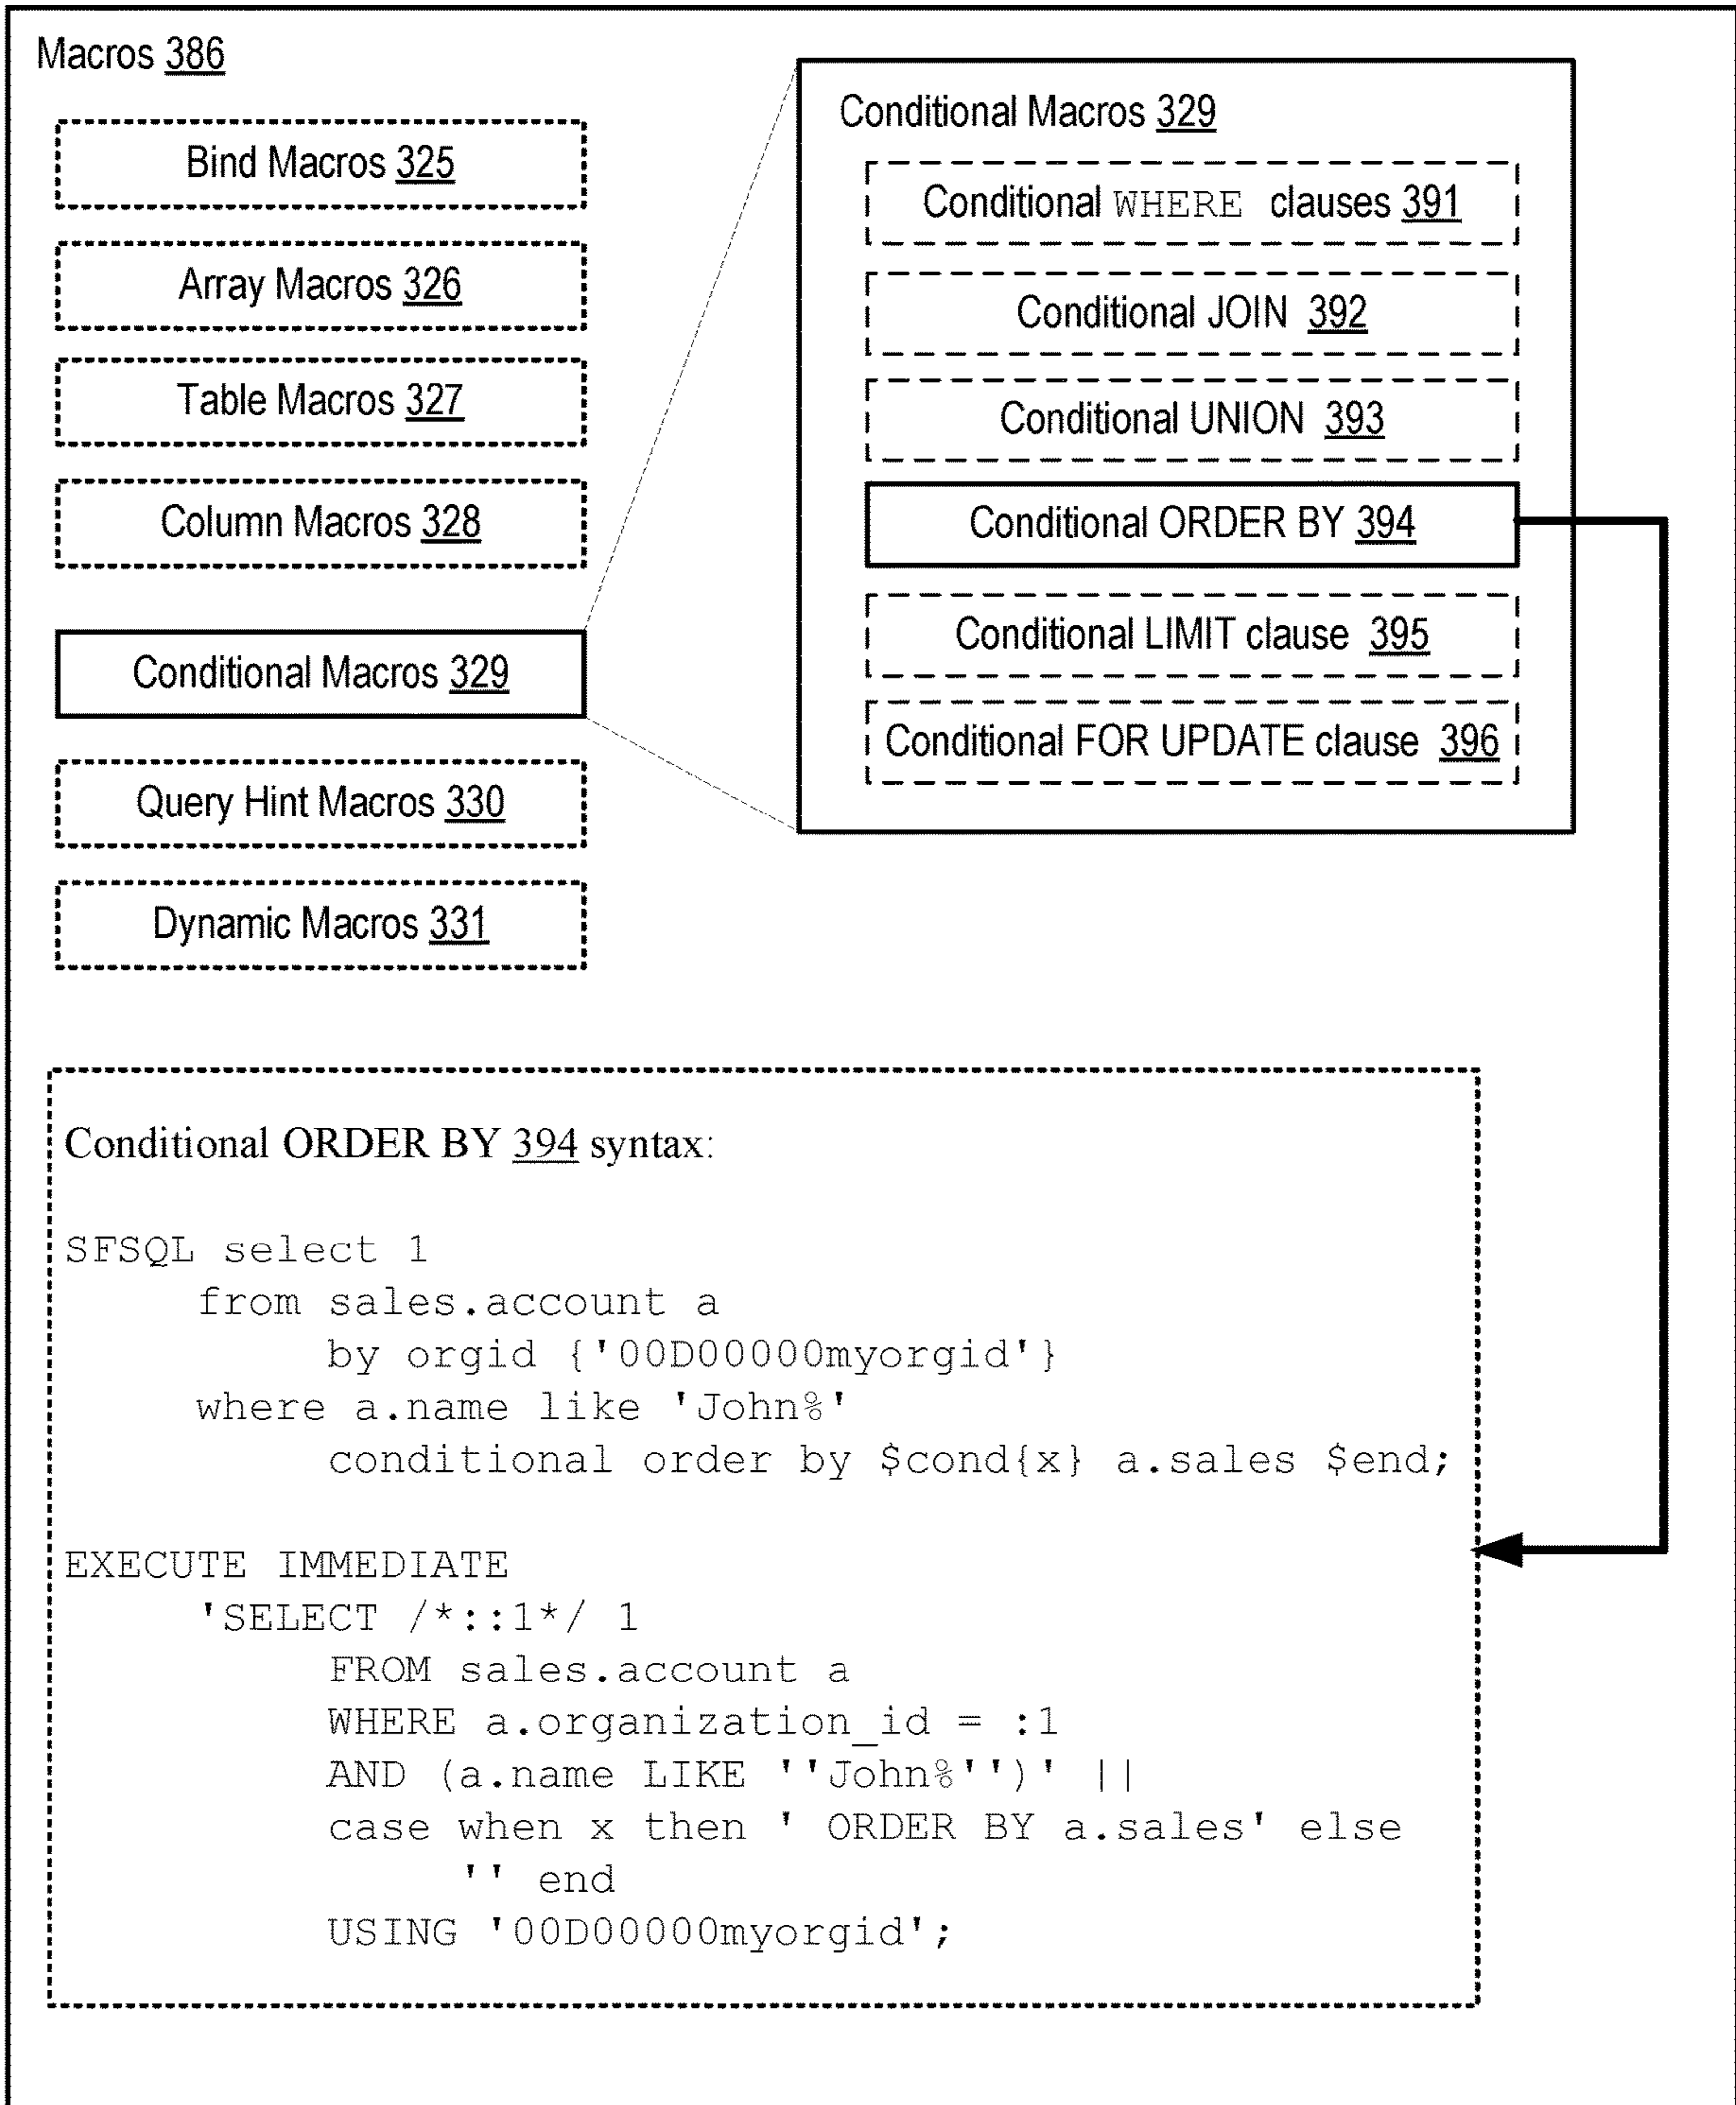 Macros 386
Bind Macros 325
Array Macros 326
Table Macros 327
Column Macros 328
Conditional Macros 329
Query Hint Macros 330
Dynamic Macros 331
Conditional Macros 329
Conditional WHERE clauses 391
Conditional JOIN 392
Conditional UNION 393
Conditional ORDER BY 394
Conditional LIMIT clause 395
Conditional FOR UPDATE clause 396
Conditional ORDER BY 394 syntax:
SFSQL select 1
from sales.account a
by orgid {'00D00000myorgid'}
where a.name like 'John%'
conditional order by $cond{x} a.sales $end;
EXECUTE IMMEDIATE
'SELECT /*::1*/ 1
FROM sales.account a
WHERE a.organization_id = :1
AND (a.name LIKE ''John%'')' ||
case when x then ' ORDER BY a.sales' else
'' end
USING '00D00000myorgid';